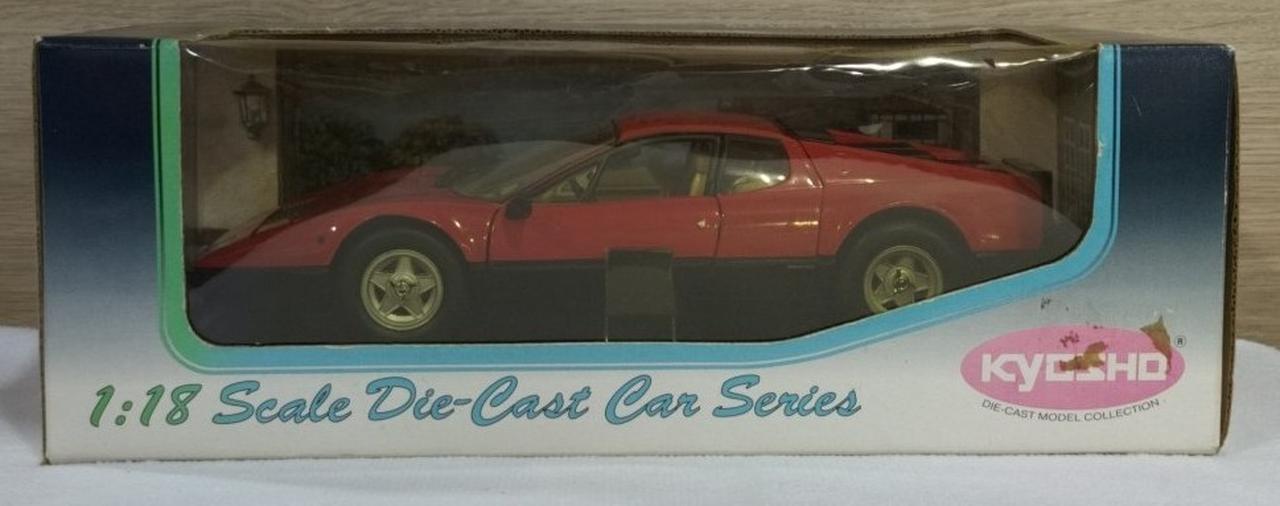 1:18 Scale Die-Cast Car Series
KYOSHO ®
DIE-CAST MODEL COLLECTION